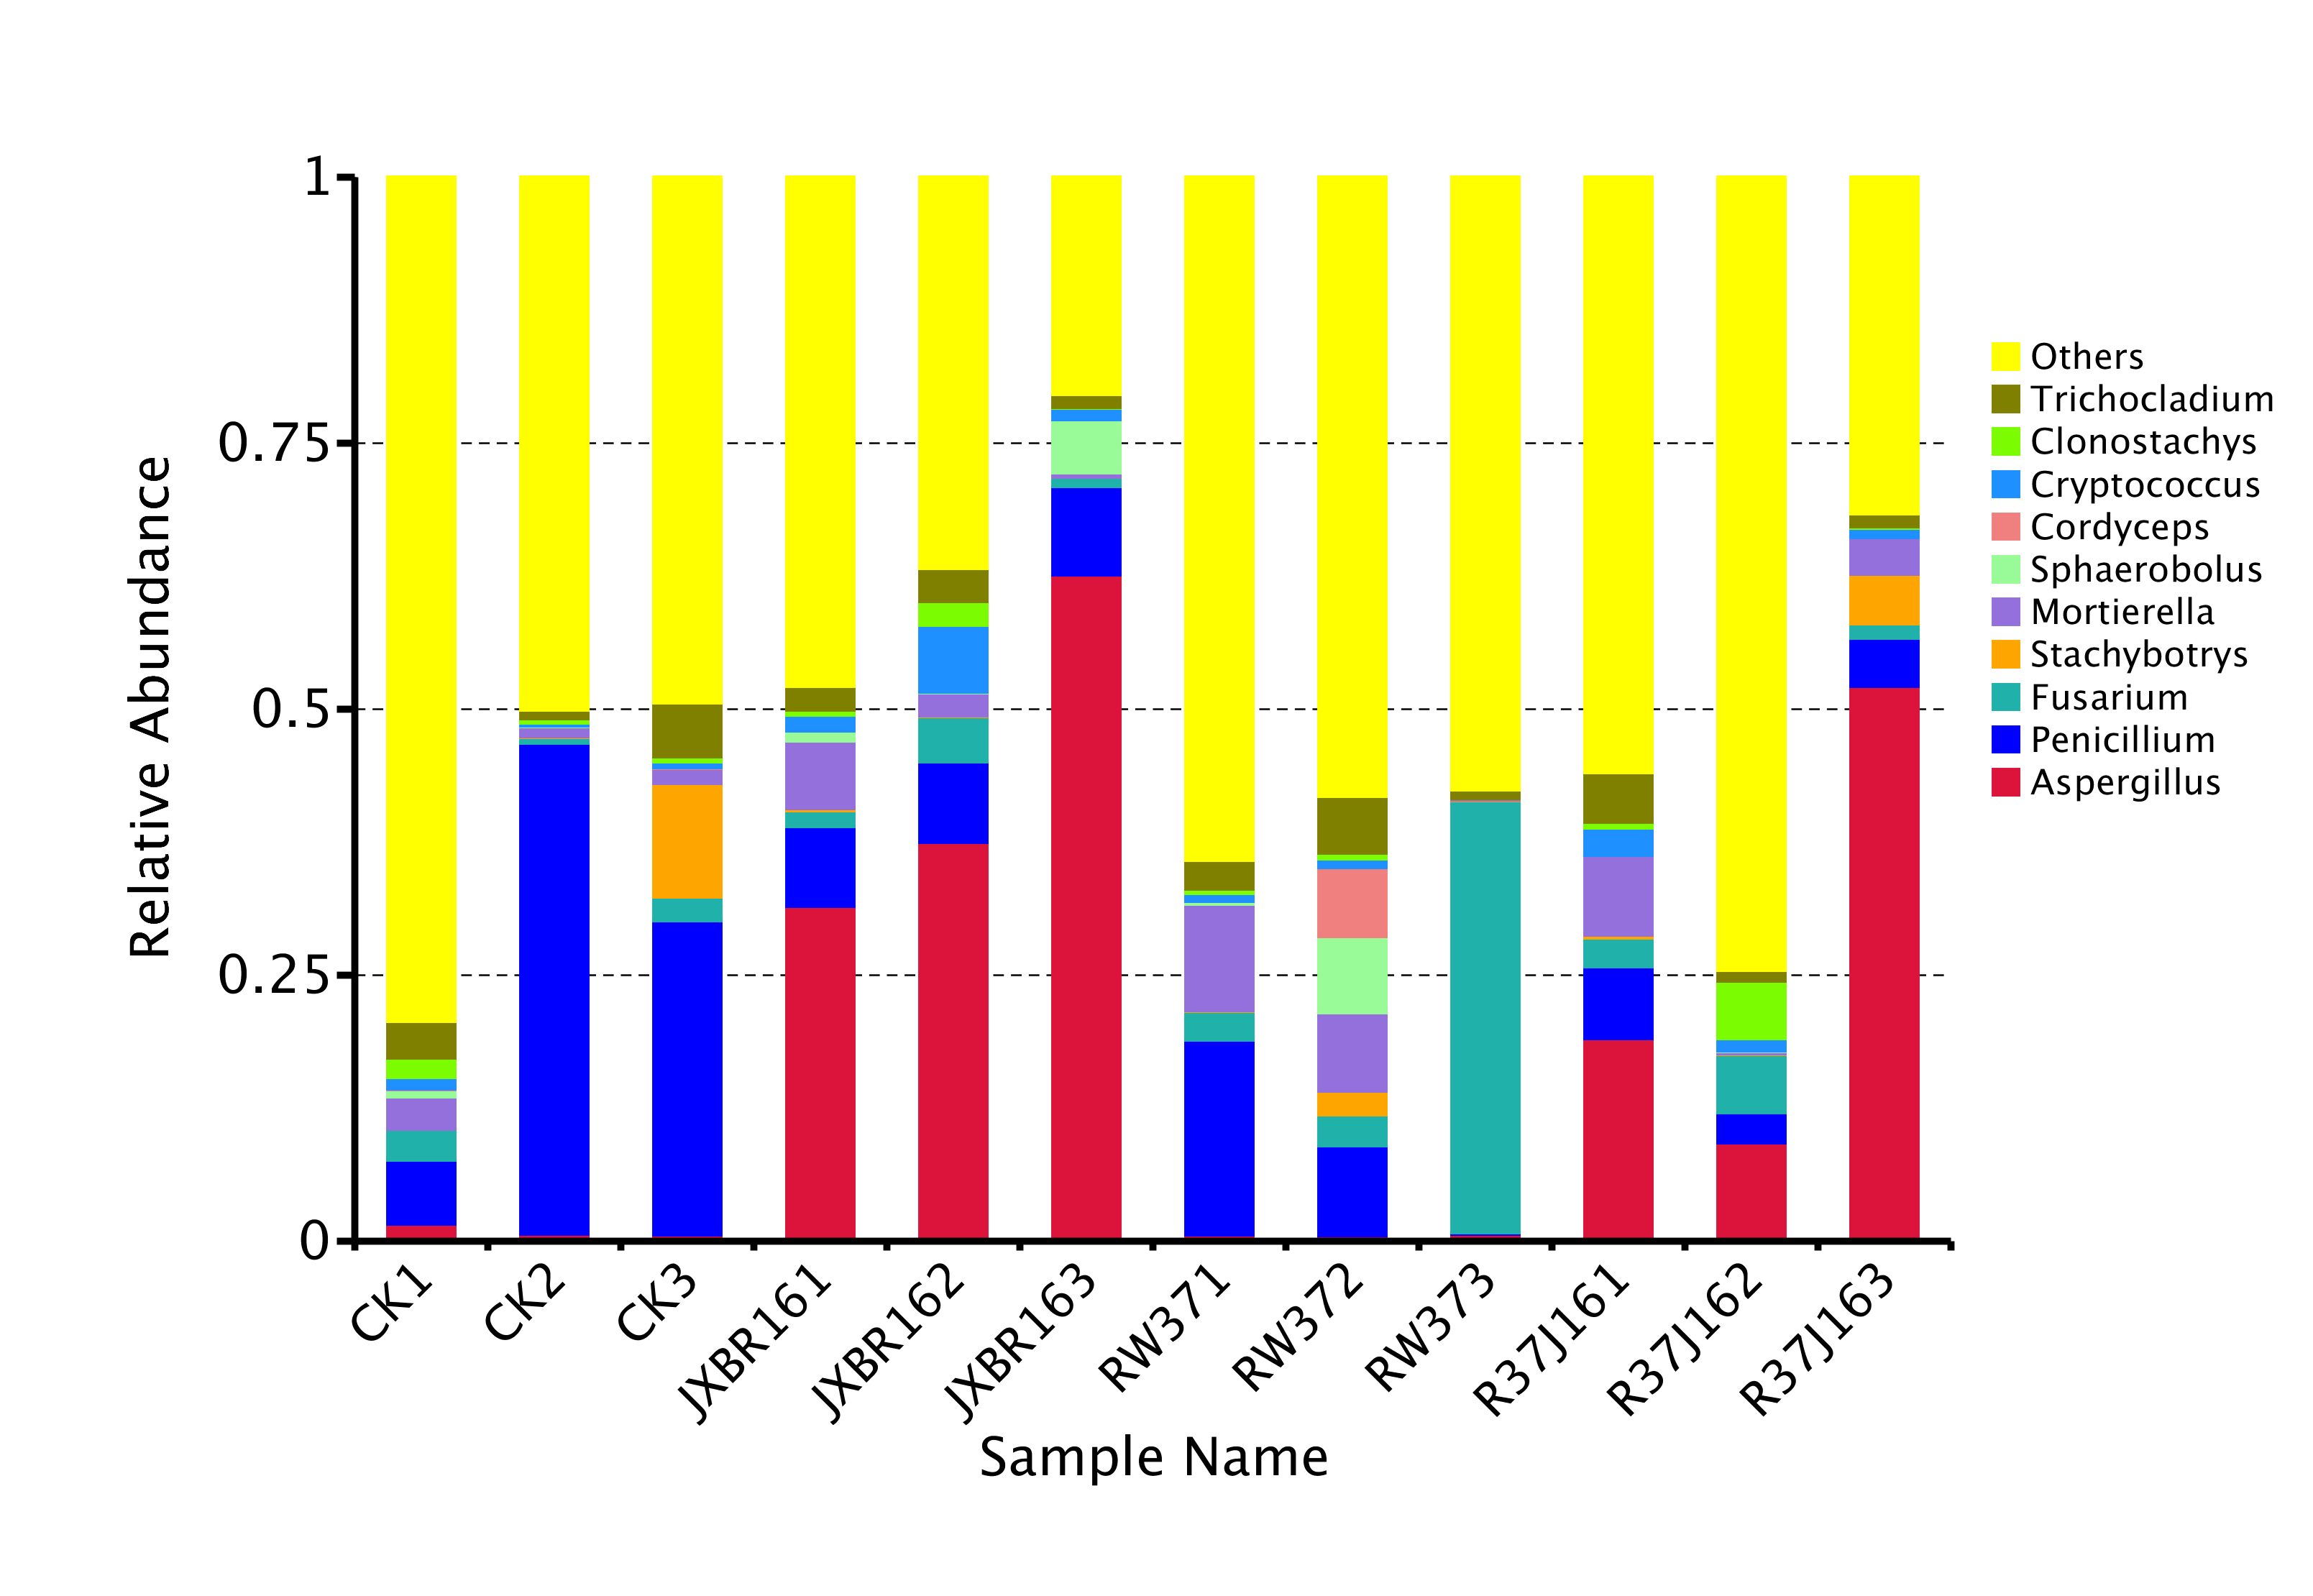 1
0.75
0.5
0.25
0
Relative Abundance
CK1
CK2
CK3
JXBR161
JXBR162
JXBR163
RW371
RW372
RW373
R37J161
R37J162
R37J163
Sample Name
Others
Trichocladium
Clonostachys
Cryptococcus
Cordyceps
Sphaerobolus
Mortierella
Stachybotrys
Fusarium
Penicillium
Aspergillus